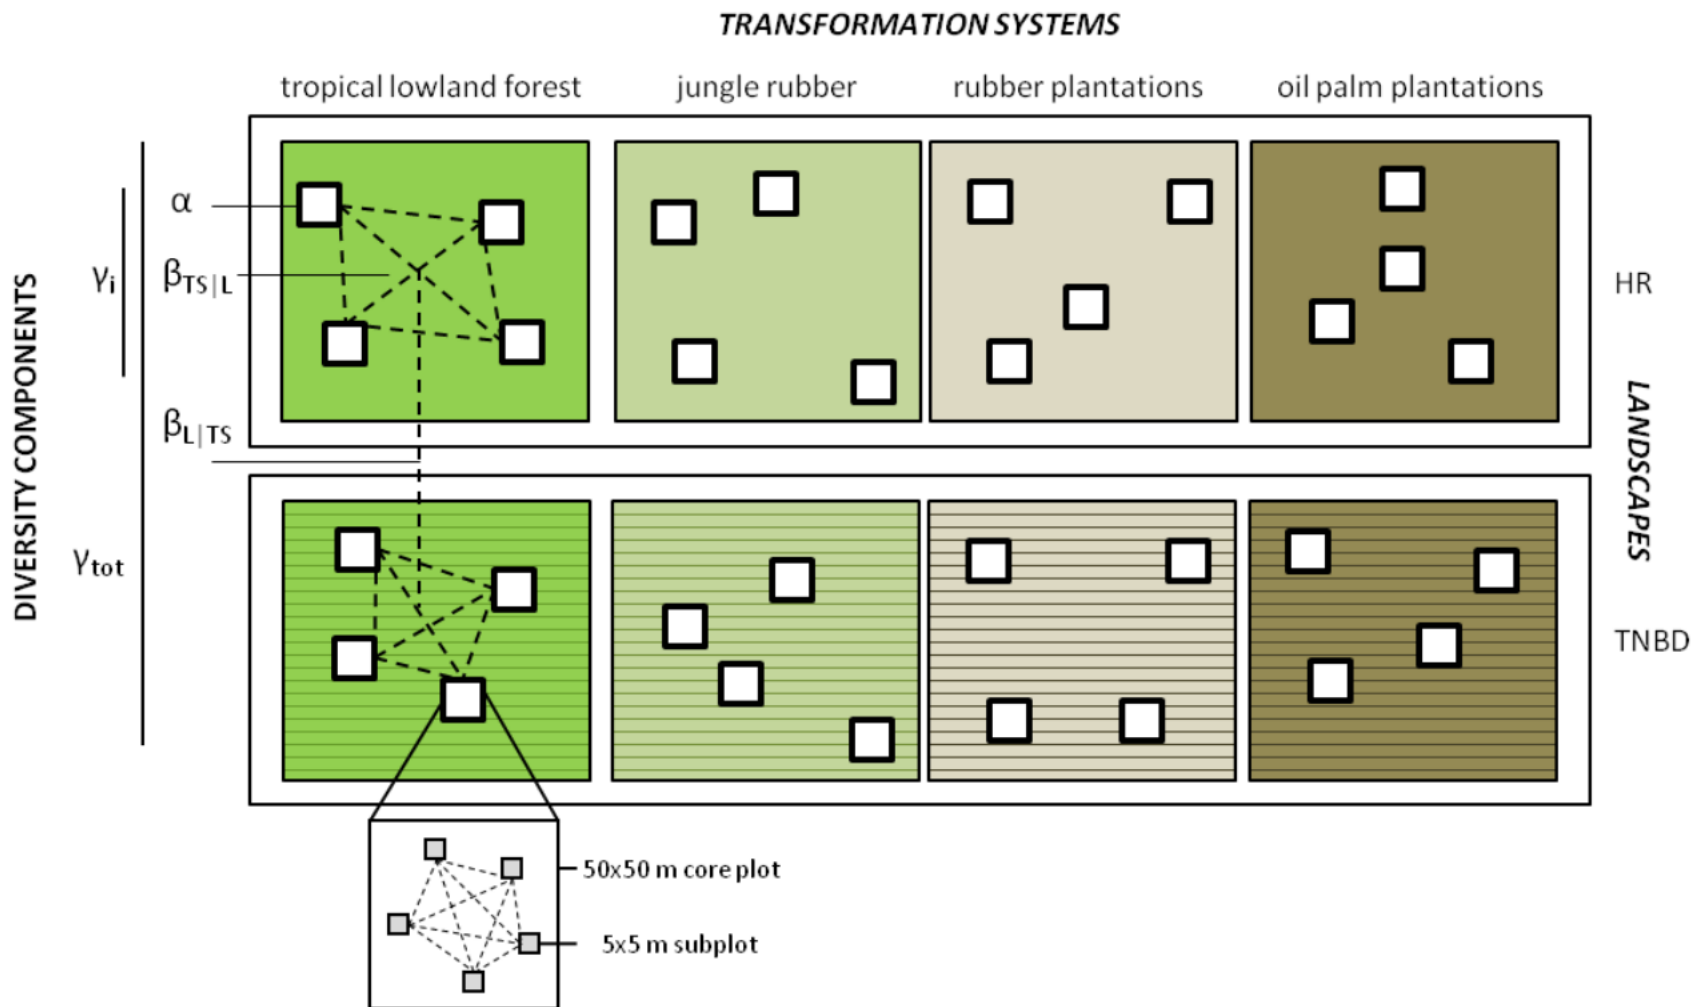 TRANSFORMATION SYSTEMS
tropical lowland forest
jungle rubber
rubber plantations
oil palm plantations
DIVERSITY COMPONENTS
γi
γtot
α
βTS|L
βL|TS
HR
LANDSCAPES
TNBD
50x50 m core plot
5x5 m subplot